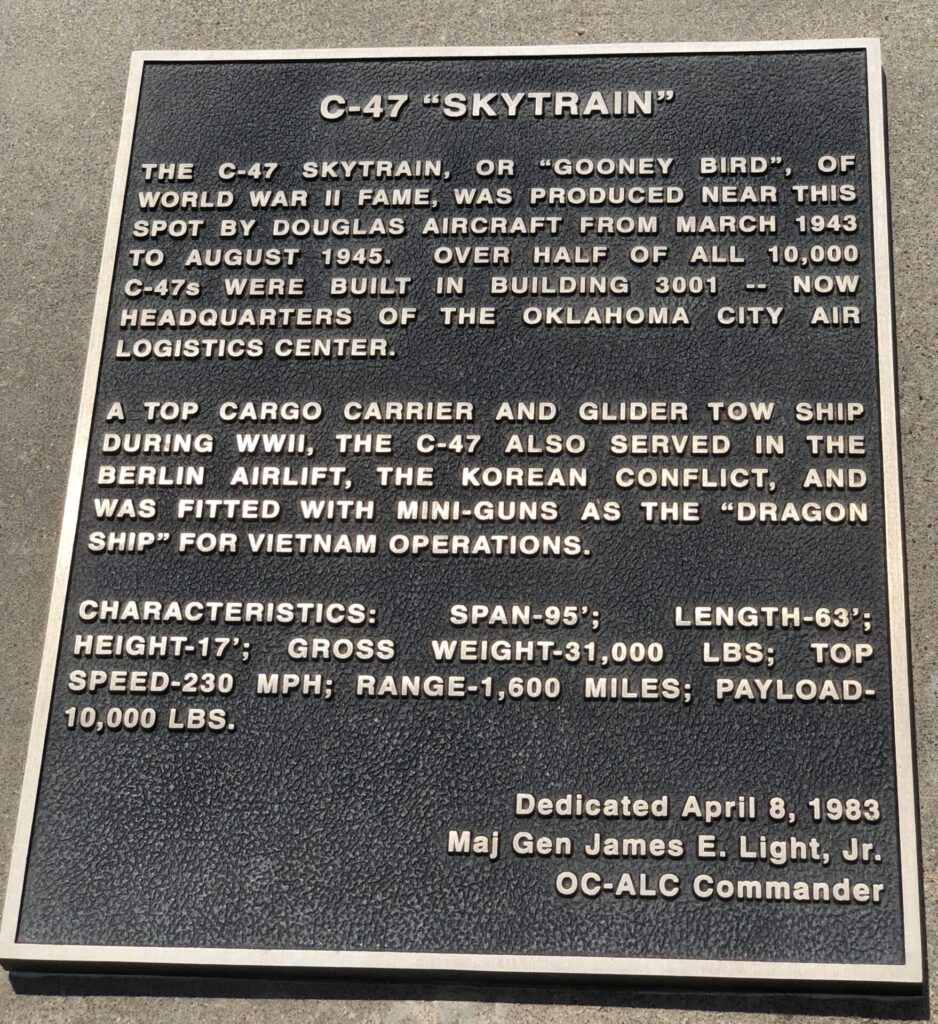 C-47 “SKYTRAIN”
THE C-47 SKYTRAIN, OR “GOONEY BIRD”, OF
WORLD WAR II FAME, WAS PRODUCED NEAR THIS
SPOT BY DOUGLAS AIRCRAFT FROM MARCH 1943
TO AUGUST 1945. OVER HALF OF ALL 10,000
C-47s WERE BUILT IN BUILDING 3001 -- NOW
HEADQUARTERS OF THE OKLAHOMA CITY AIR
LOGISTICS CENTER.
A TOP CARGO CARRIER AND GLIDER TOW SHIP
DURING WWII, THE C-47 ALSO SERVED IN THE
BERLIN AIRLIFT, THE KOREAN CONFLICT, AND
WAS FITTED WITH MINI-GUNS AS THE “DRAGON
SHIP” FOR VIETNAM OPERATIONS.
CHARACTERISTICS: SPAN-95’; LENGTH-63’;
HEIGHT-17’; GROSS WEIGHT-31,000 LBS; TOP
SPEED-230 MPH; RANGE-1,600 MILES; PAYLOAD-
10,000 LBS.
Dedicated April 8, 1983
Maj Gen James E. Light, Jr.
OC-ALC Commander